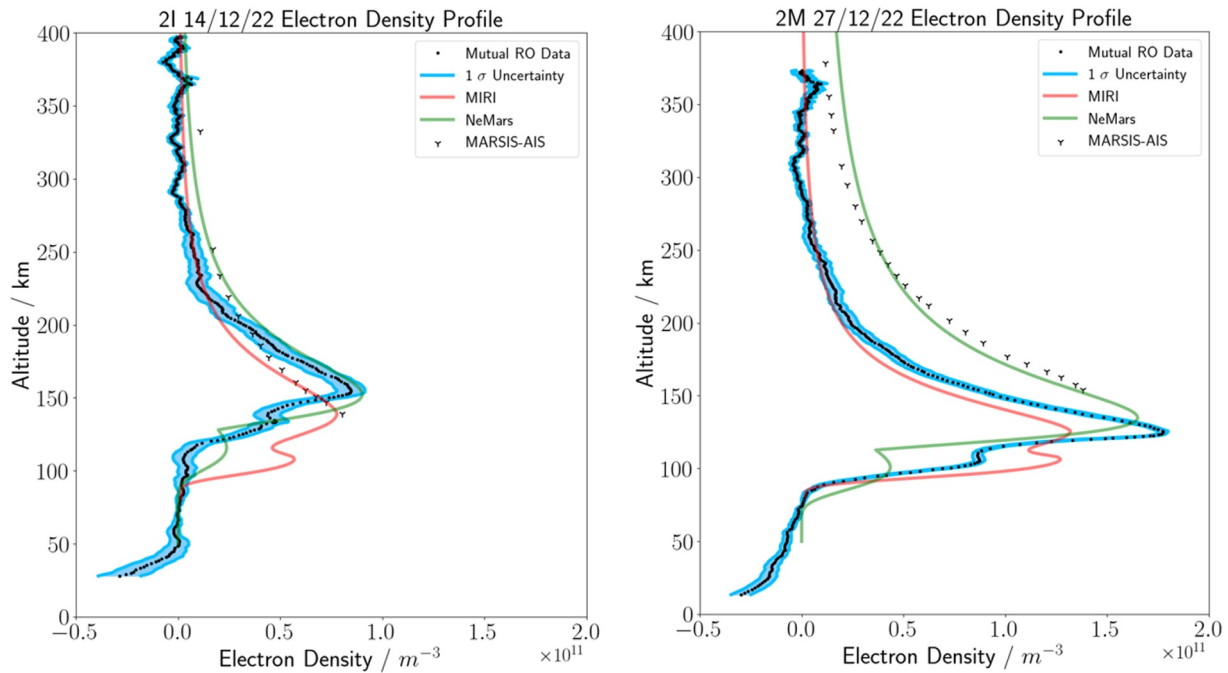 2I 14/12/22 Electron Density Profile
400
350
300
250
200
150
100
50
0
Altitude / km
−0.5 0.0 0.5 1.0 1.5 2.0
×10¹¹
Electron Density / m⁻³
Mutual RO Data
1 σ Uncertainty
MIRI
NeMars
MARSIS-AIS
2M 27/12/22 Electron Density Profile
400
350
300
250
200
150
100
50
0
Altitude / km
−0.5 0.0 0.5 1.0 1.5 2.0
×10¹¹
Electron Density / m⁻³
Mutual RO Data
1 σ Uncertainty
MIRI
NeMars
MARSIS-AIS